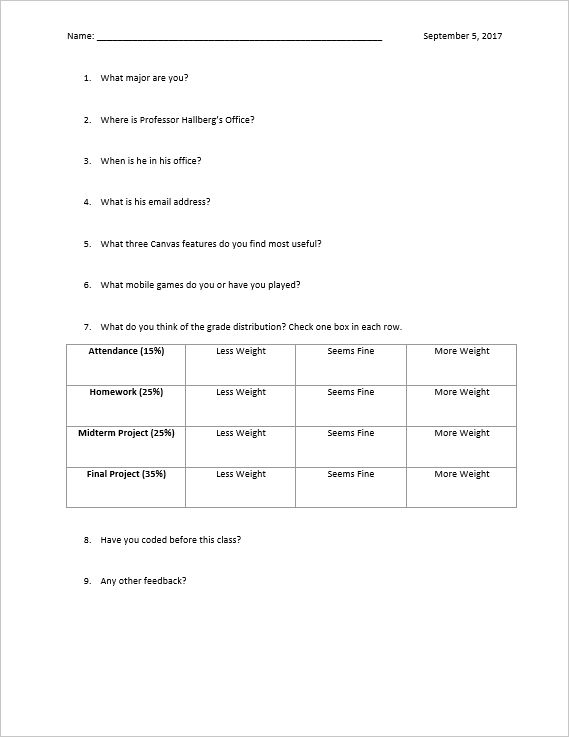 Name: ________________________________________________________ September 5, 2017
1. What major are you?
2. Where is Professor Hallberg's Office?
3. When is he in his office?
4. What is his email address?
5. What three Canvas features do you find most useful?
6. What mobile games do you or have you played?
7. What do you think of the grade distribution? Check one box in each row.
Attendance (15%) Less Weight Seems Fine More Weight
Homework (25%) Less Weight Seems Fine More Weight
Midterm Project (25%) Less Weight Seems Fine More Weight
Final Project (35%) Less Weight Seems Fine More Weight
8. Have you coded before this class?
9. Any other feedback?